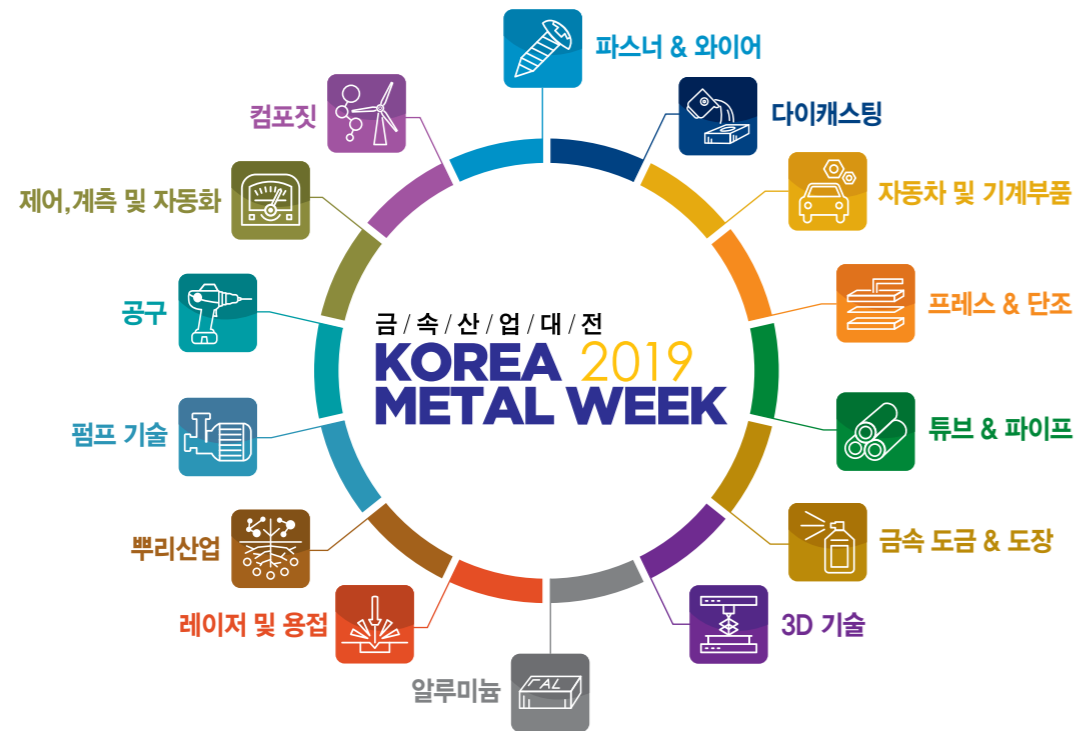 파스너 & 와이어
다이캐스팅
자동차 및 기계부품
프레스 & 단조
튜브 & 파이프
금속 도금 & 도장
3D 기술
알루미늄
AL
레이저 및 용접
뿌리산업
펌프 기술
공구
제어,계측 및 자동화
컴포짓
금/속/산/업/대/전
KOREA 2019
METAL WEEK